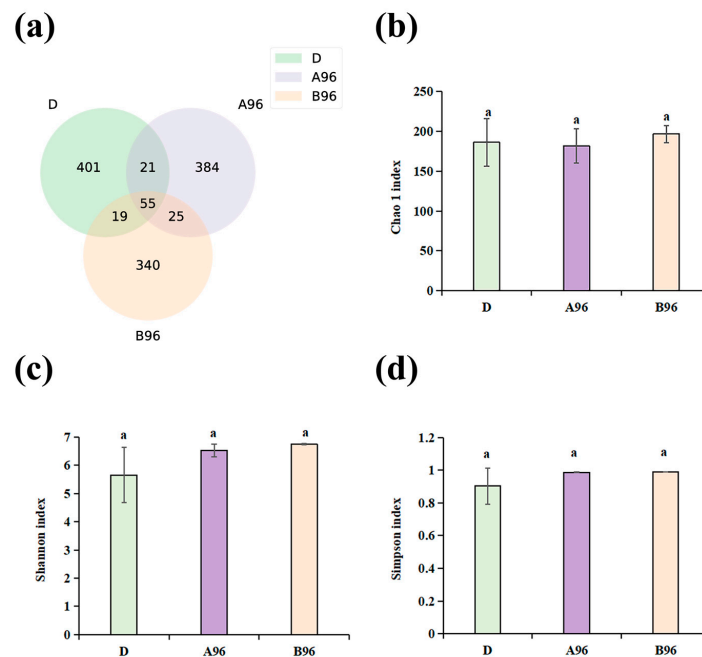 (a)
D
A96
B96
D
A96
401
21
384
55
19
25
340
B96
(b)
250
200
150
100
50
0
Chao 1 index
a
a
a
D
A96
B96
(c)
7
6
5
4
3
2
1
0
Shannon index
a
a
a
D
A96
B96
(d)
1.2
1
0.8
0.6
0.4
0.2
0
Simpson index
a
a
a
D
A96
B96